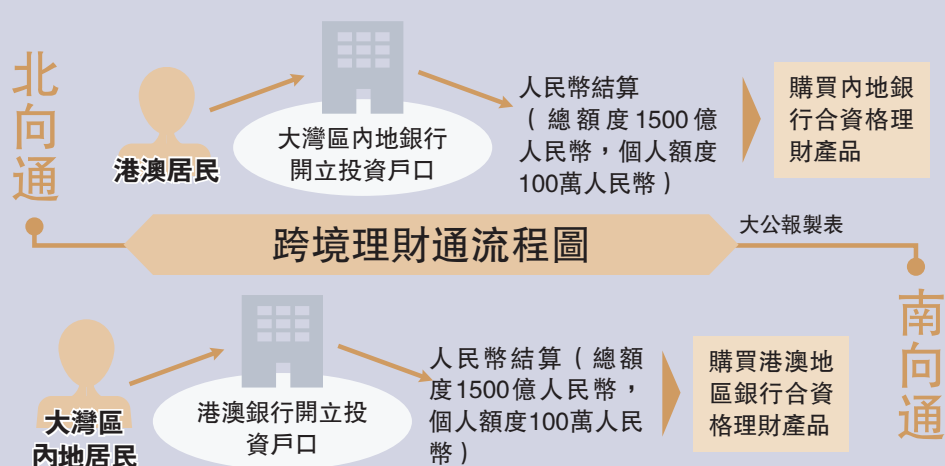 北向通
港澳居民
大灣區內地銀行
開立投資戶口
人民幣結算
（總額度1500億
人民幣，個人額度
100萬人民幣）
購買內地銀
行合資格理
財產品
跨境理財通流程圖
大公報製表
南向通
大灣區
內地居民
港澳銀行開立投
資戶口
人民幣結算（總額
度1500億人民幣，
個人額度100萬人民
幣）
購買港澳地
區銀行合資
格理財產品